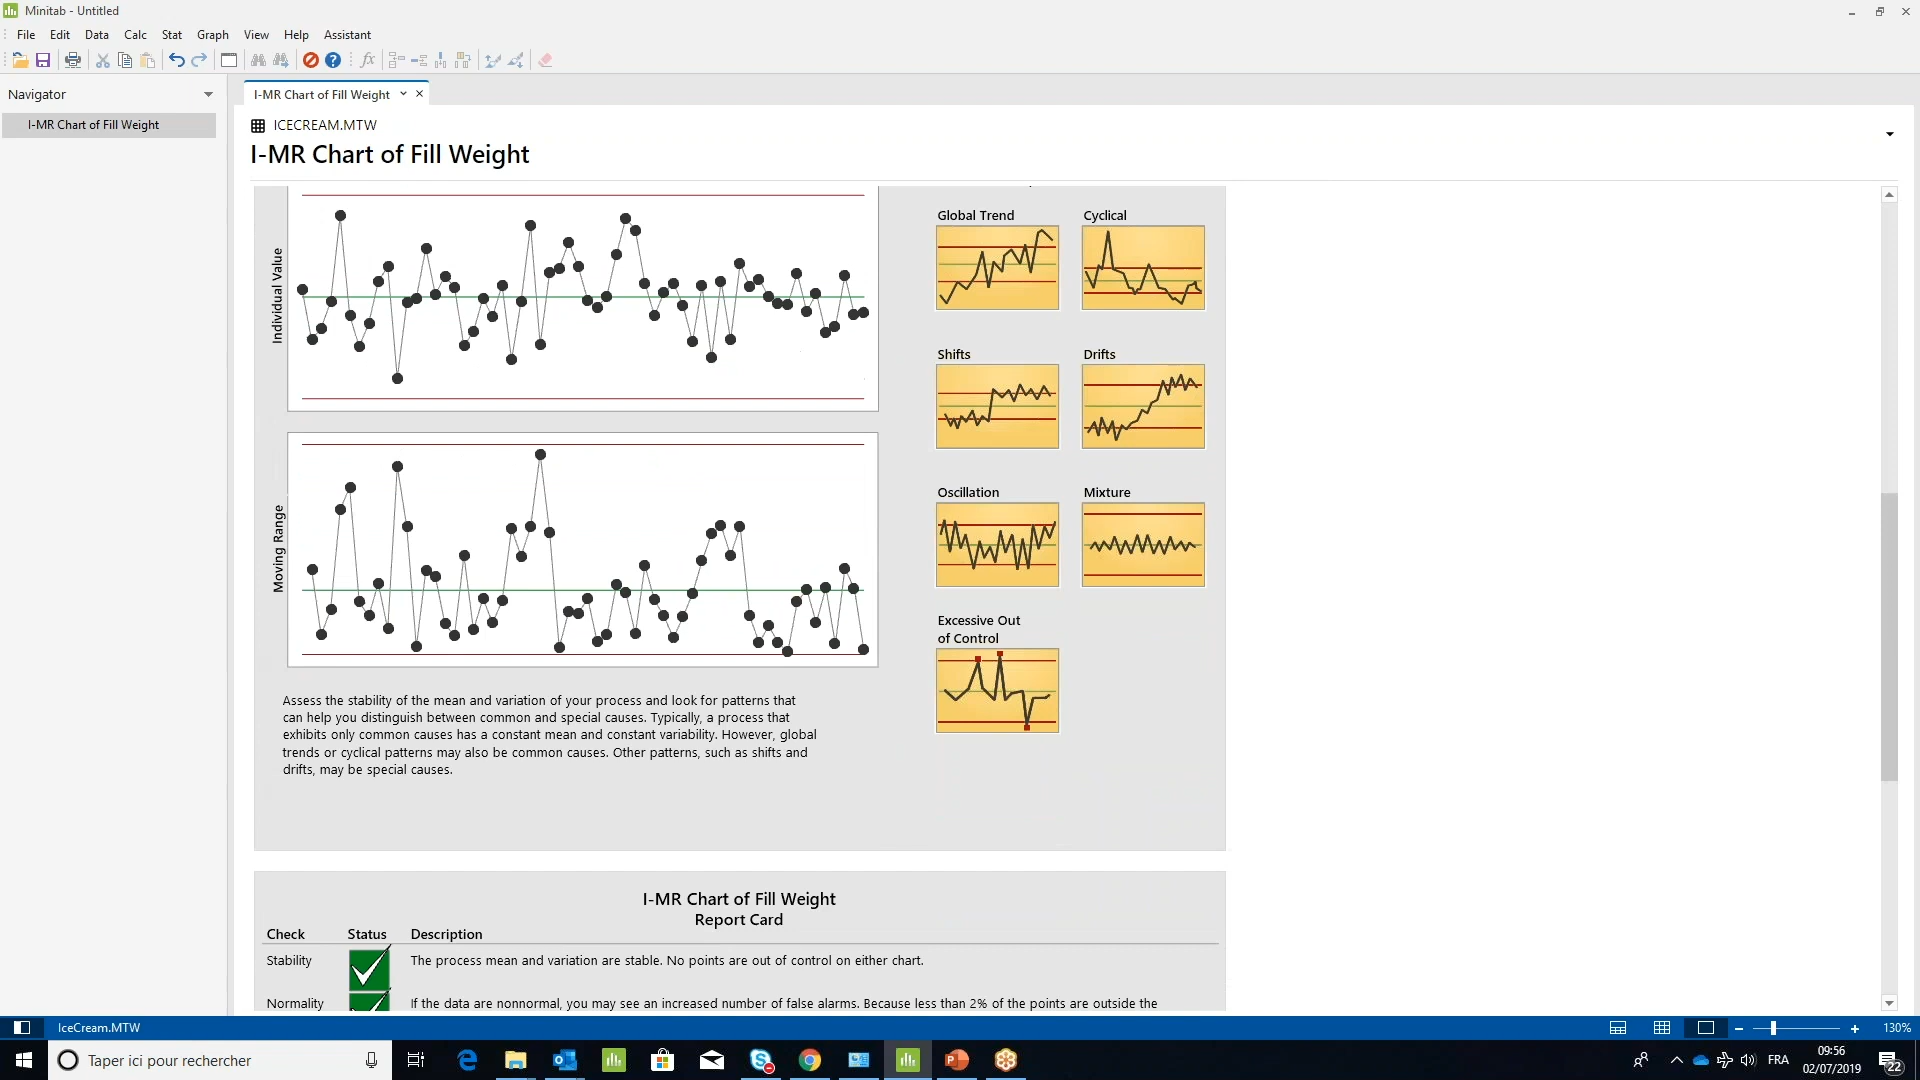 Minitab - Untitled
File Edit Data Calc Stat Graph View Help Assistant
Navigator
I-MR Chart of Fill Weight
I-MR Chart of Fill Weight
ICECREAM.MTW
I-MR Chart of Fill Weight
Individual Value
Moving Range
Global Trend
Cyclical
Shifts
Drifts
Oscillation
Mixture
Excessive Out
of Control
Assess the stability of the mean and variation of your process and look for patterns that
can help you distinguish between common and special causes. Typically, a process that
exhibits only common causes has a constant mean and constant variability. However, global
trends or cyclical patterns may also be common causes. Other patterns, such as shifts and
drifts, may be special causes.
I-MR Chart of Fill Weight
Report Card
Check Status Description
Stability The process mean and variation are stable. No points are out of control on either chart.
Normality If the data are nonnormal, you may see an increased number of false alarms. Because less than 2% of the points are outside the
IceCream.MTW
130%
Taper ici pour rechercher
FRA
09:56
02/07/2019
22